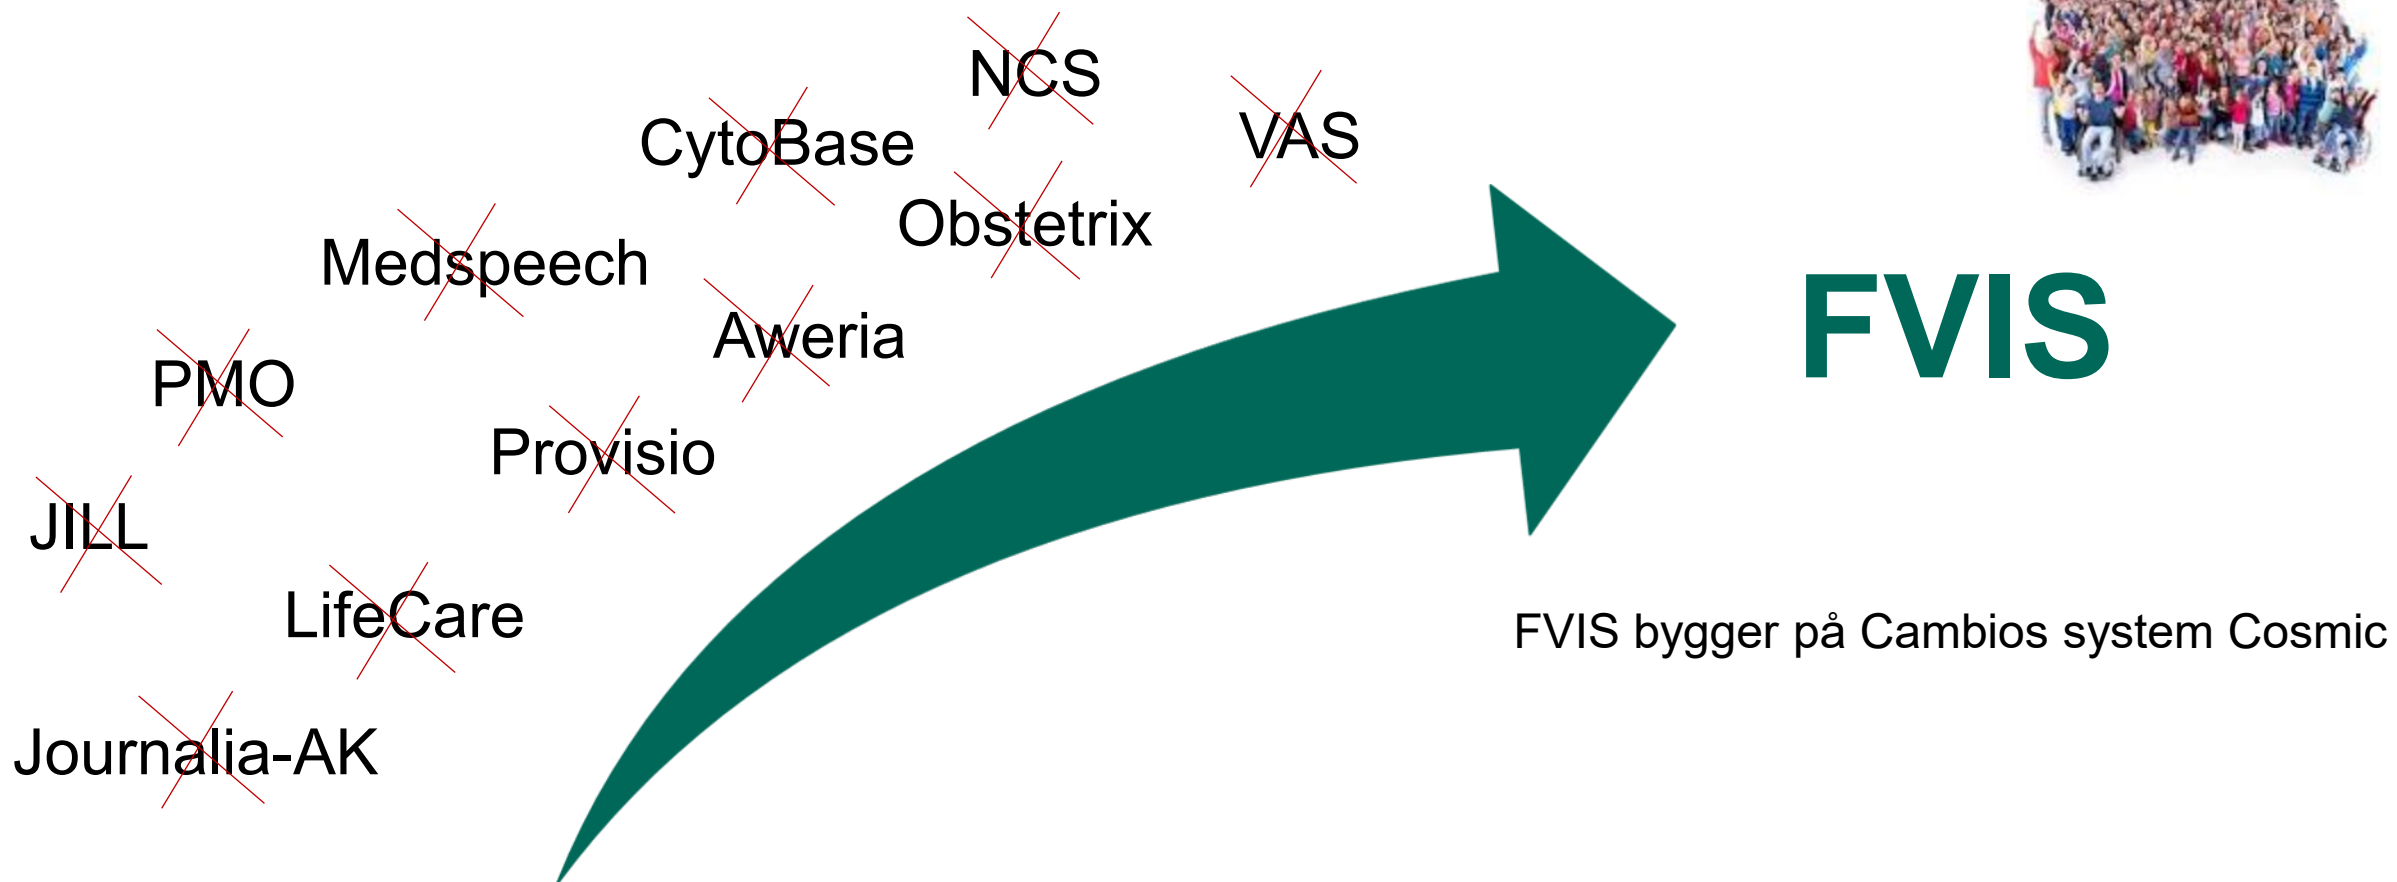 NCS
VAS
CytoBase
Obstetrix
Medspeech
Aweria
PMO
Provisio
JILL
LifeCare
Journalia-AK
FVIS
FVIS bygger på Cambios system Cosmic